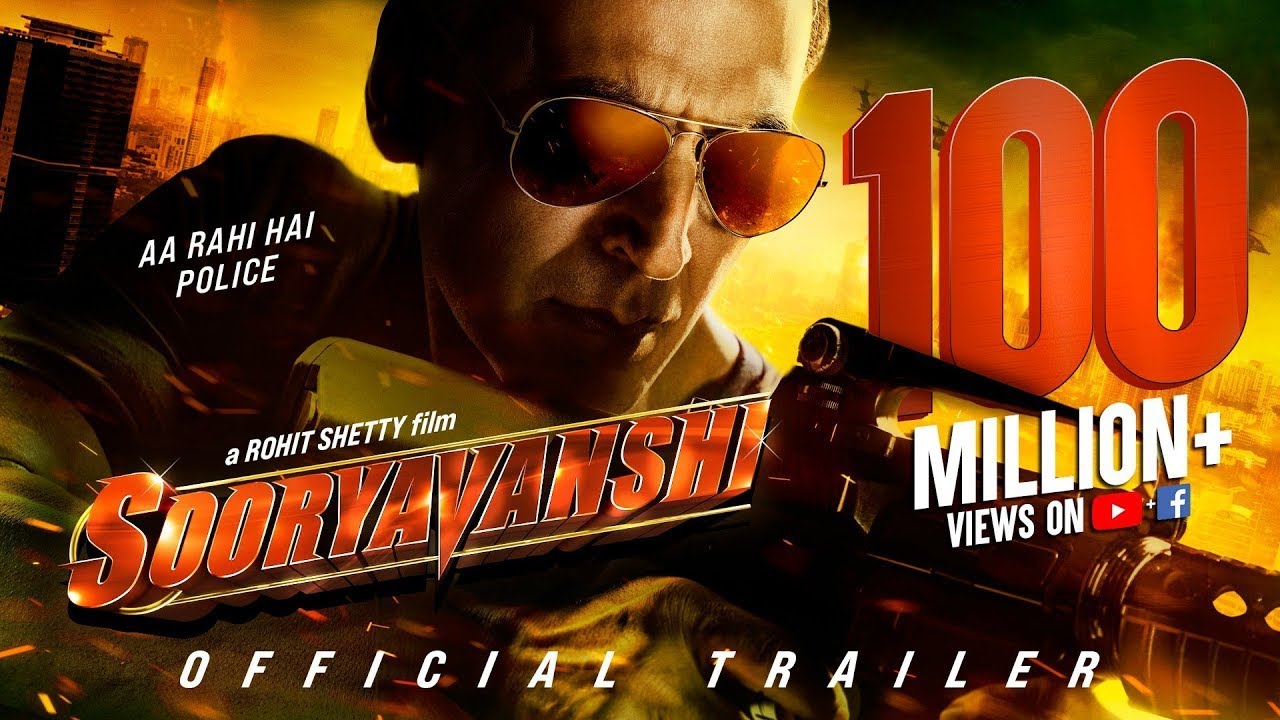 AA RAHI HAI
POLICE
a ROHIT SHETTY film
SOORYAVANSHI
100
MILLION+
VIEWS ON +
OFFICIAL TRAILER